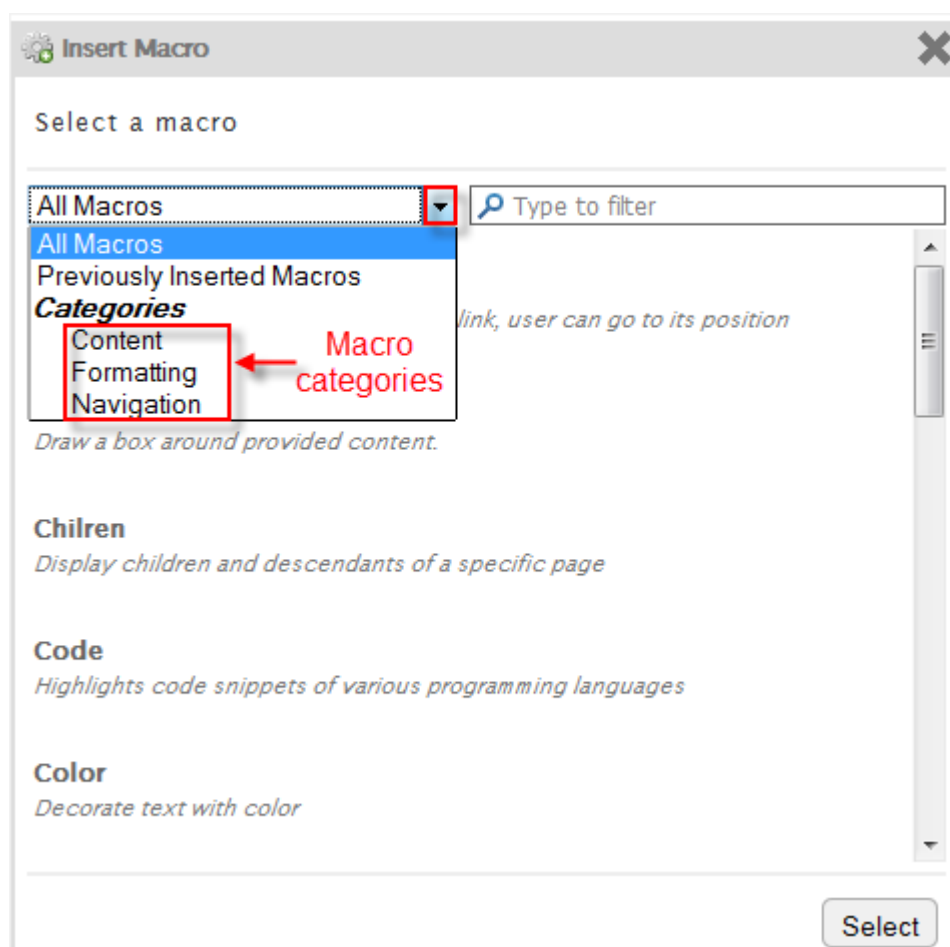 Insert Macro
Select a macro
All Macros
Type to filter
All Macros
Previously Inserted Macros
Categories
link, user can go to its position
Content
Macro
Formatting
categories
Navigation
Draw a box around provided content.
Chilren
Display children and descendants of a specific page
Code
Highlights code snippets of various programming languages
Color
Decorate text with color
Select